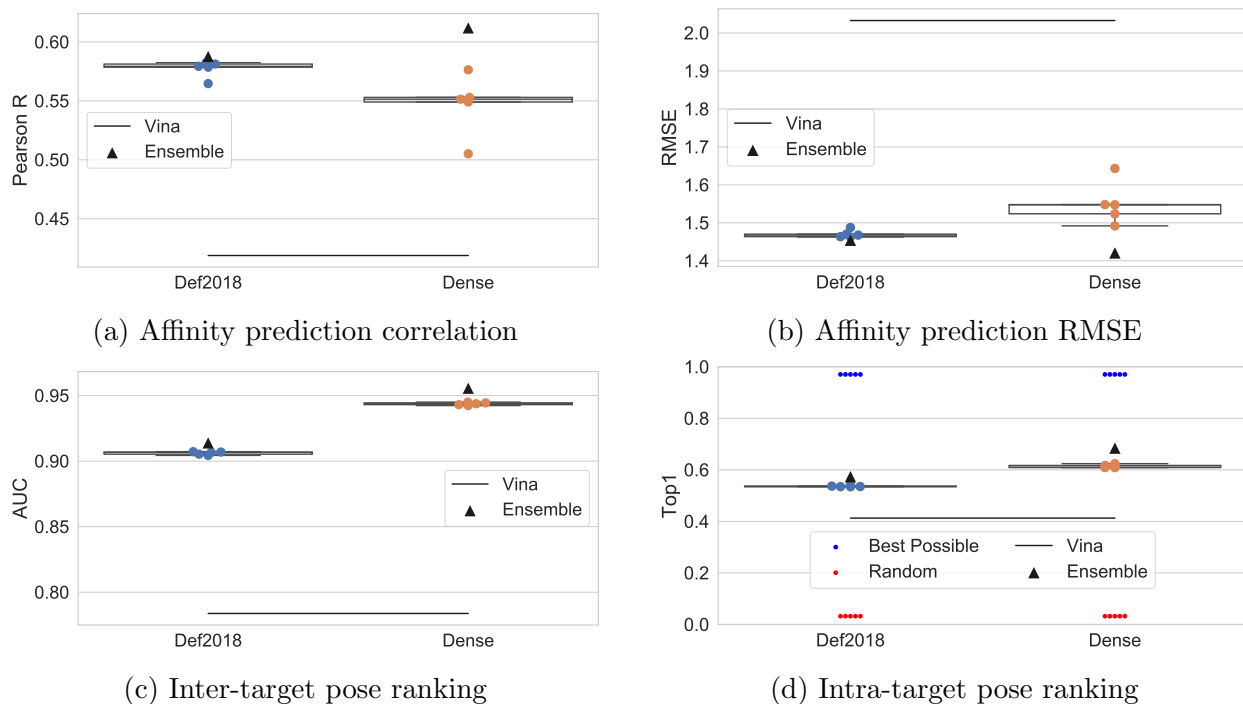 Pearson R
0.60
0.55
0.50
0.45
Vina
Ensemble
Def2018
Dense
(a) Affinity prediction correlation
RMSE
2.0
1.9
1.8
1.7
1.6
1.5
1.4
Vina
Ensemble
Def2018
Dense
(b) Affinity prediction RMSE
AUC
0.95
0.90
0.85
0.80
Vina
Ensemble
Def2018
Dense
(c) Inter-target pose ranking
Top1
1.0
0.8
0.6
0.4
0.2
0.0
Best Possible
Random
Vina
Ensemble
Def2018
Dense
(d) Intra-target pose ranking